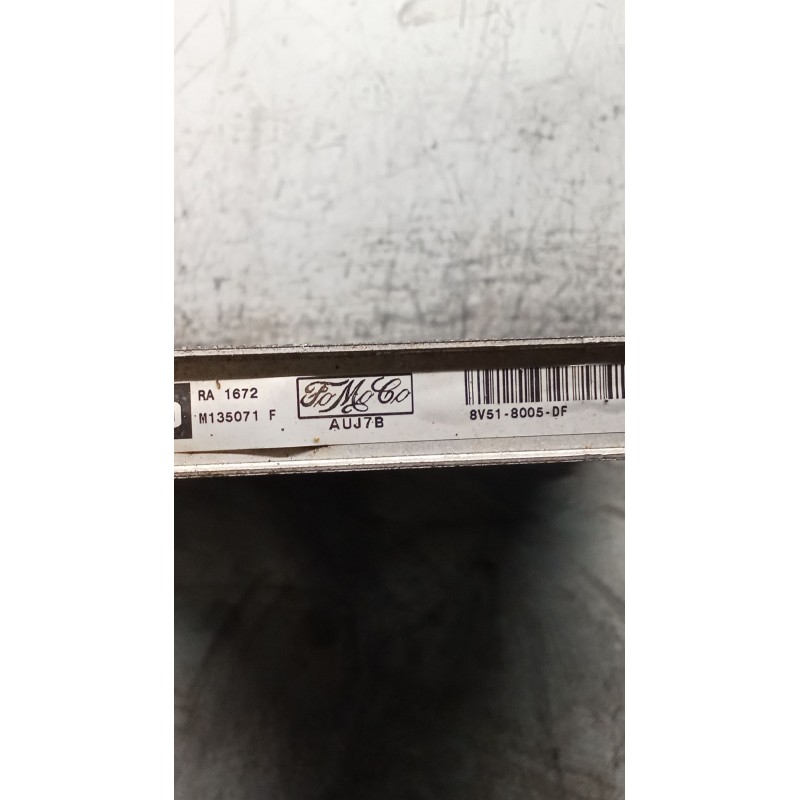 RA 1672
M135071 F
FoMoCo
AUJ7B
8V51-8005-DF